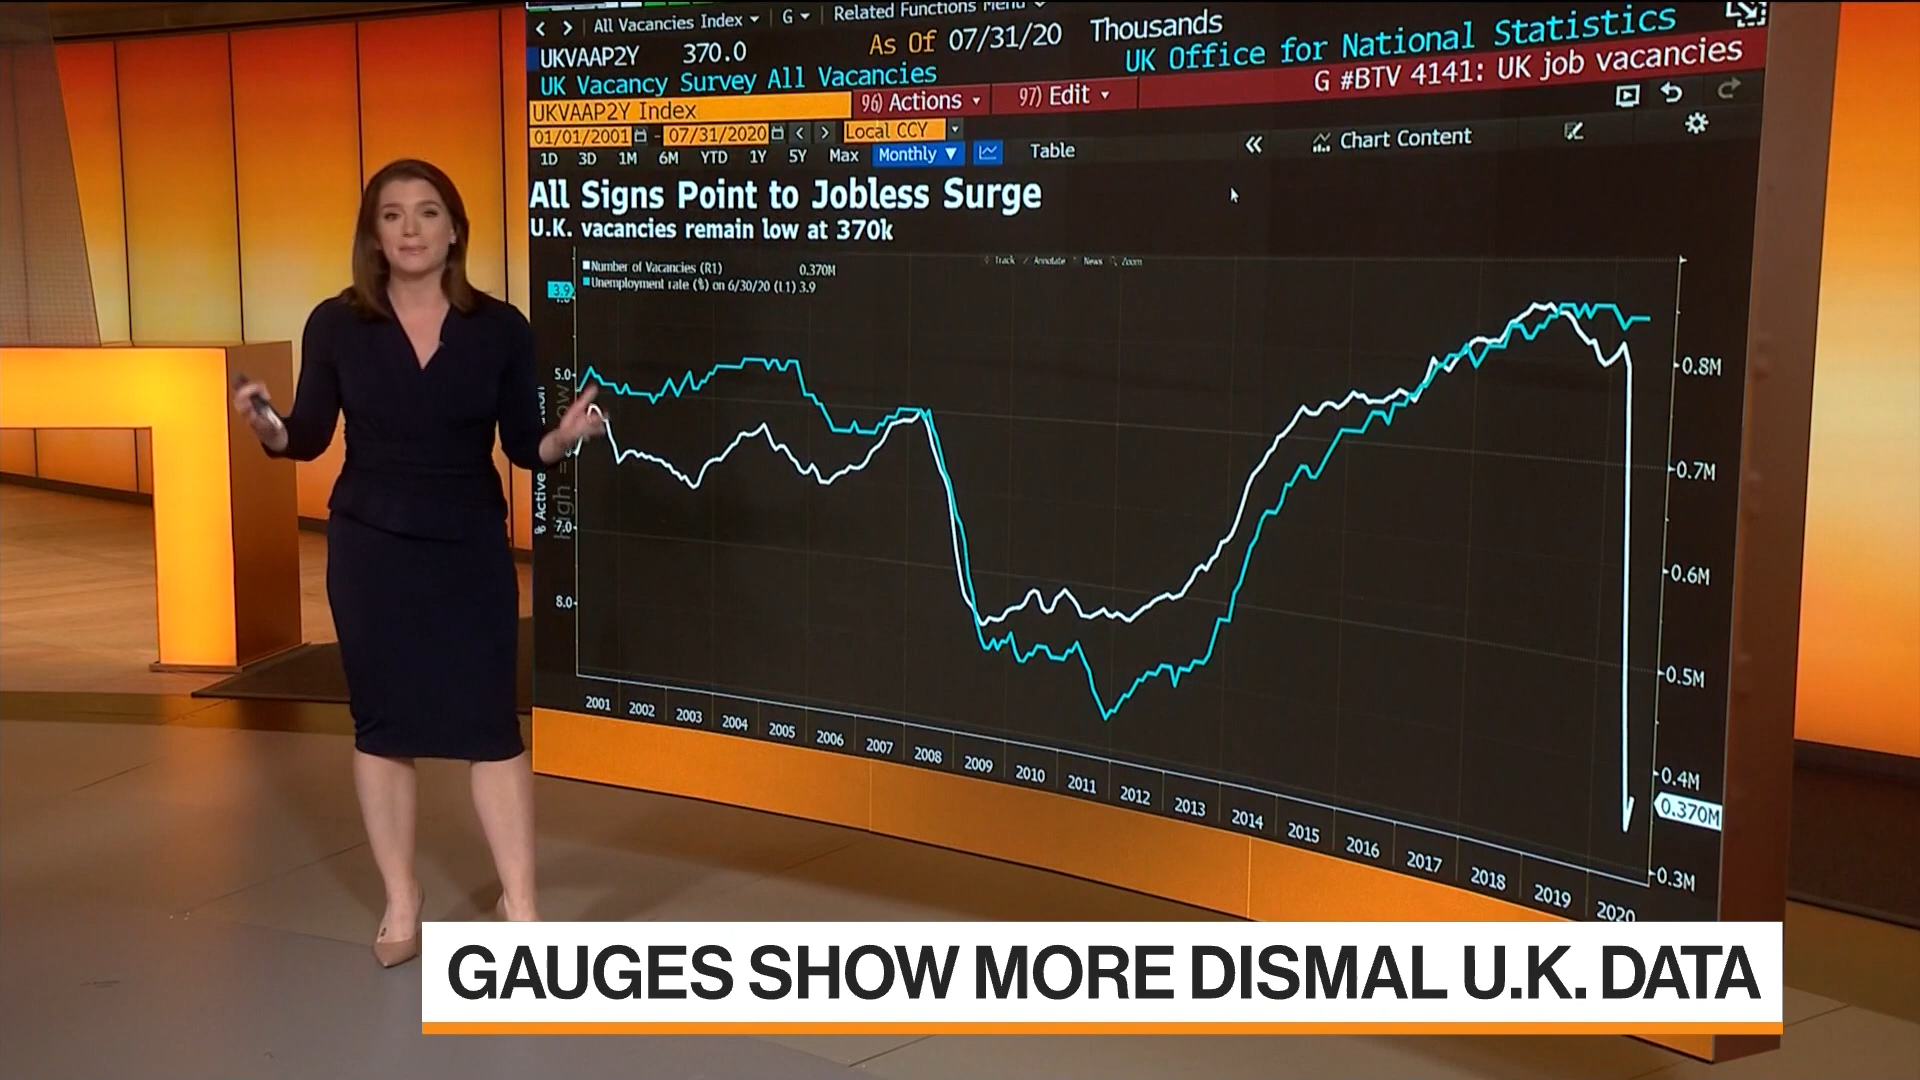 All Vacancies Index
G
Related Functions Menu
UKVAAP2Y
370.0
As Of 07/31/20
Thousands
UK Office for National Statistics
UK Vacancy Survey All Vacancies
G #BTV 4141: UK job vacancies
UKVAAP2Y Index
96) Actions
97) Edit
01/01/2001 - 07/31/2020
Local CCY
1D 3D 1M 6M YTD 1Y 5Y Max Monthly ▼
Table
« Chart Content
All Signs Point to Jobless Surge
U.K. vacancies remain low at 370k
Track Annotate News Zoom
Number of Vacancies (R1) 0.370M
Unemployment rate (%) on 6/30/20 (L1) 3.9
3.9
5.0
7.0
8.0
% Active
0.8M
0.7M
0.6M
0.5M
0.4M
0.370M
0.3M
2001 2002 2003 2004 2005 2006 2007 2008 2009 2010 2011 2012 2013 2014 2015 2016 2017 2018 2019 2020
GAUGES SHOW MORE DISMAL U.K. DATA